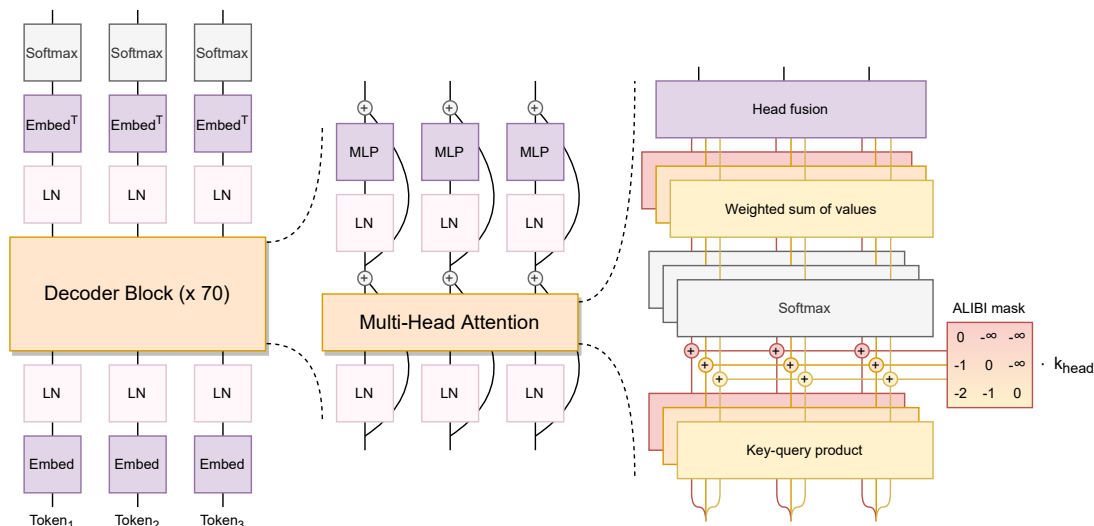 Softmax Softmax Softmax
Embed^T Embed^T Embed^T
LN LN LN
Decoder Block (x 70)
LN LN LN
Embed Embed Embed
Token₁ Token₂ Token₃
+ + +
MLP MLP MLP
LN LN LN
+ + +
Multi-Head Attention
LN LN LN
Head fusion
Weighted sum of values
Softmax
+ + +
+ + +
+ + +
Key-query product
ALIBI mask
0 -∞ -∞
-1 0 -∞
-2 -1 0
· k_head